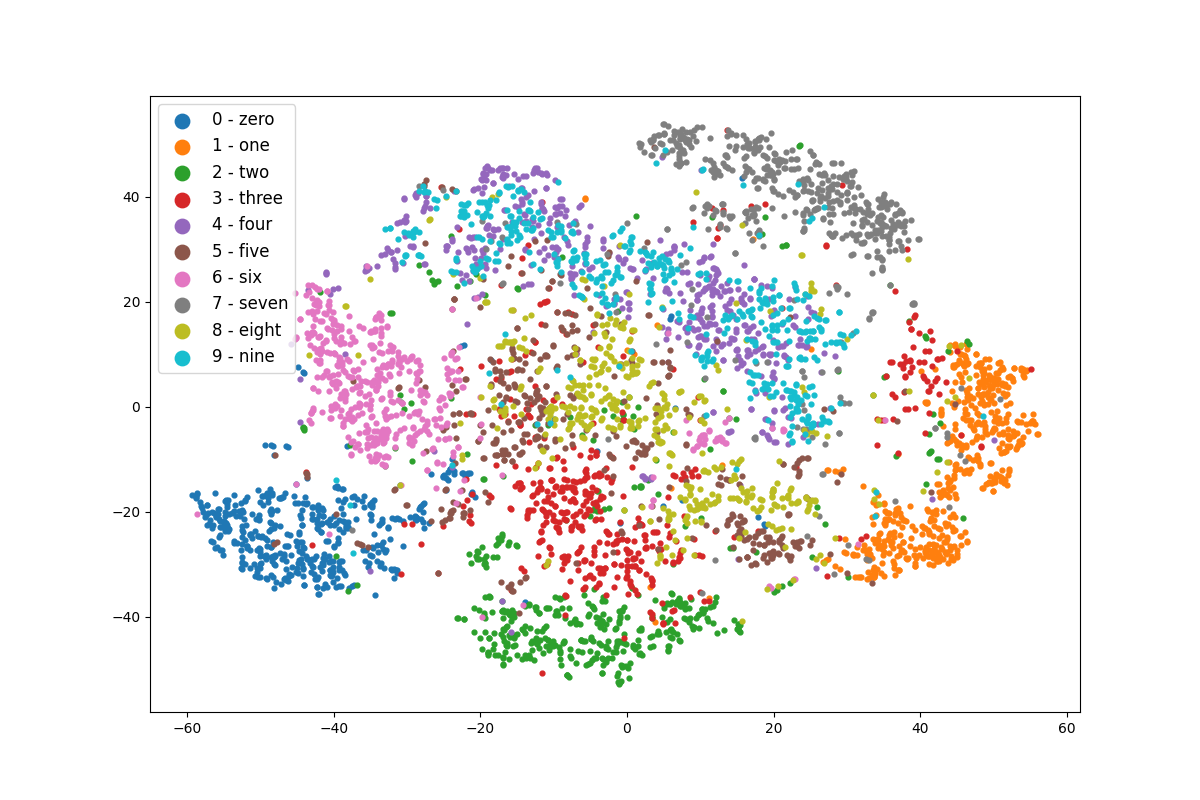 0 - zero
1 - one
2 - two
3 - three
4 - four
5 - five
6 - six
7 - seven
8 - eight
9 - nine
40
20
0
−20
−40
−60 −40 −20 0 20 40 60